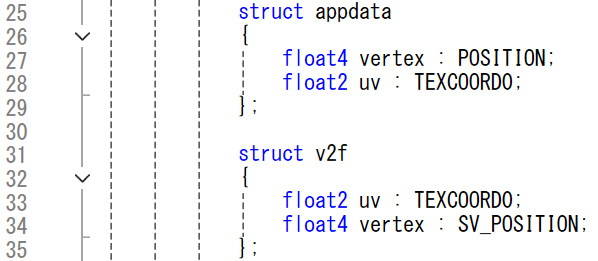 25 struct appdata
26 {
27 float4 vertex : POSITION;
28 float2 uv : TEXCOORD0;
29 };
30
31 struct v2f
32 {
33 float2 uv : TEXCOORD0;
34 float4 vertex : SV_POSITION;
35 };